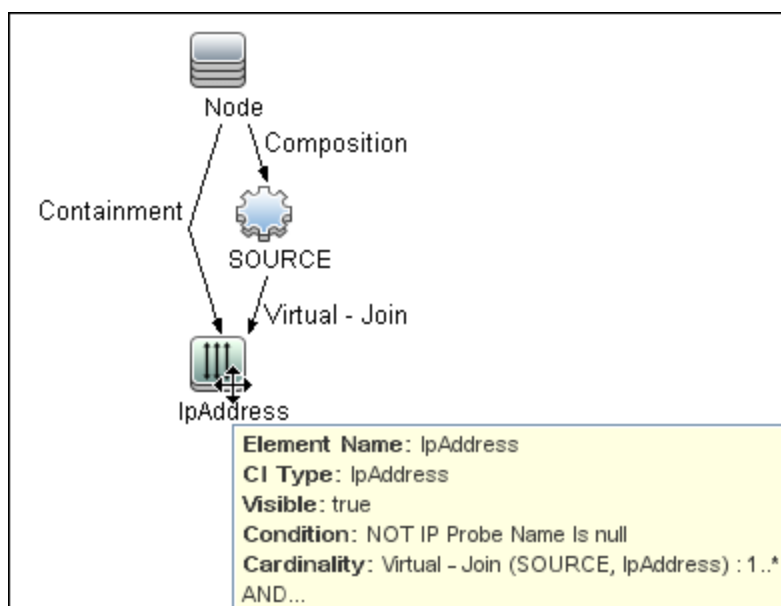 Node
Composition
Containment
SOURCE
Virtual - Join
IpAddress
Element Name: IpAddress
CI Type: IpAddress
Visible: true
Condition: NOT IP Probe Name Is null
Cardinality: Virtual - Join (SOURCE, IpAddress) : 1..*
AND...